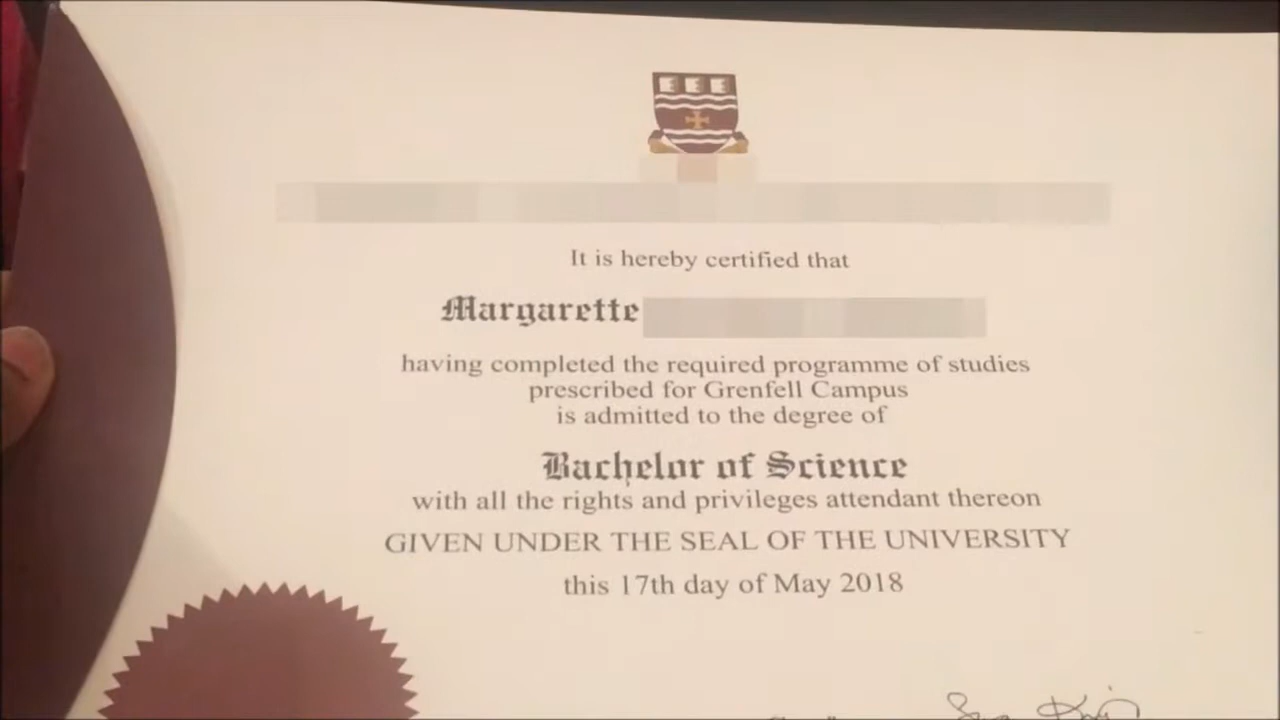 It is hereby certified that
Margarette
having completed the required programme of studies
prescribed for Grenfell Campus
is admitted to the degree of
Bachelor of Science
with all the rights and privileges attendant thereon
GIVEN UNDER THE SEAL OF THE UNIVERSITY
this 17th day of May 2018